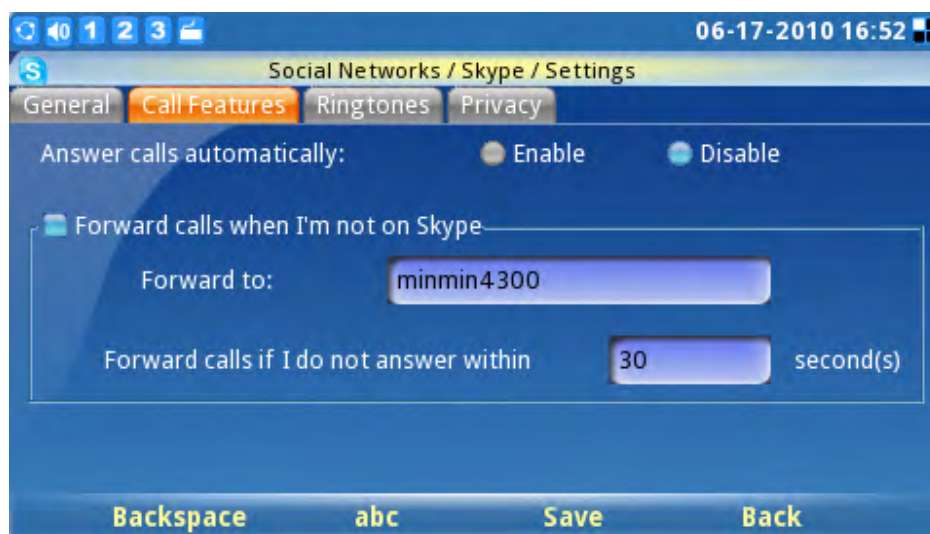 1 2 3 06-17-2010 16:52
S Social Networks / Skype / Settings
General Call Features Ringtones Privacy
Answer calls automatically: Enable Disable
Forward calls when I'm not on Skype
Forward to: minmin4300
Forward calls if I do not answer within 30 second(s)
Backspace abc Save Back